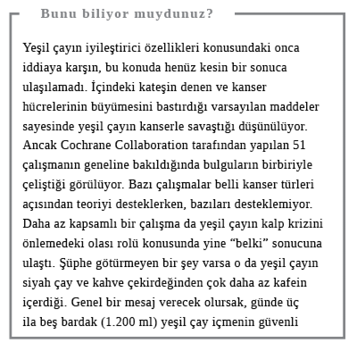 Bunu biliyor muydunuz?
Yeşil çayın iyileştirici özellikleri konusundaki onca
iddiaya karşın, bu konuda henüz kesin bir sonuca
ulaşılamadı. İçindeki kateşin denen ve kanser
hücrelerinin büyümesini bastırdığı varsayılan maddeler
sayesinde yeşil çayın kanserle savaştığı düşünülüyor.
Ancak Cochrane Collaboration tarafından yapılan 51
çalışmanın geneline bakıldığında bulguların birbiriyle
çeliştiği görülüyor. Bazı çalışmalar belli kanser türleri
açısından teoriyi desteklerken, bazıları desteklemiyor.
Daha az kapsamlı bir çalışma da yeşil çayın kalp krizini
önlemedeki olası rolü konusunda yine “belki” sonucuna
ulaştı. Şüphe götürmeyen bir şey varsa o da yeşil çayın
siyah çay ve kahve çekirdeğinden çok daha az kafein
içerdiği. Genel bir mesaj verecek olursak, günde üç
ila beş bardak (1.200 ml) yeşil çay içmenin güvenli